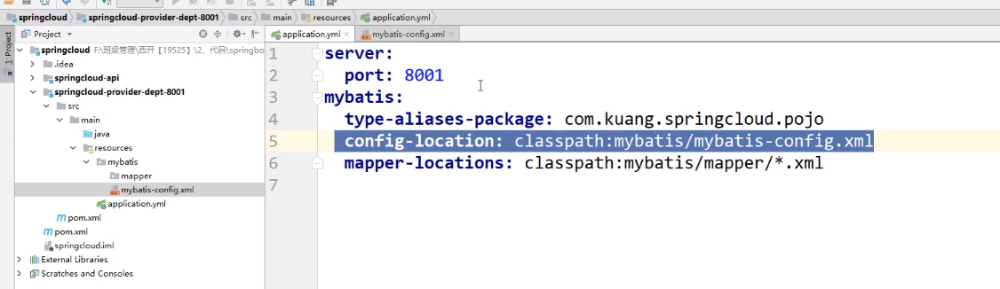 springcloud springcloud-provider-dept-8001 src main resources application.yml
1: Project
Project
application.yml
mybatis-config.xml
springcloud F:\班级管理\西开【19525】\2、代码\springbo
.idea
springcloud-api
springcloud-provider-dept-8001
src
main
java
resources
mybatis
mapper
mybatis-config.xml
application.yml
pom.xml
pom.xml
springcloud.iml
External Libraries
Scratches and Consoles
1 server:
2 port: 8001
3 mybatis:
4 type-aliases-package: com.kuang.springcloud.pojo
5 config-location: classpath:mybatis/mybatis-config.xml
6 mapper-locations: classpath:mybatis/mapper/*.xml
7